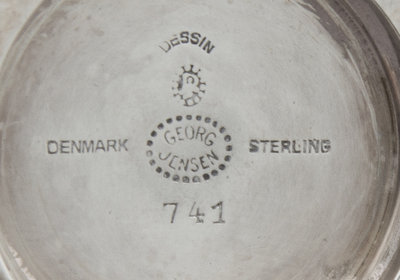 DESSIN
DENMARK
GEORG
JENSEN
STERLING
741